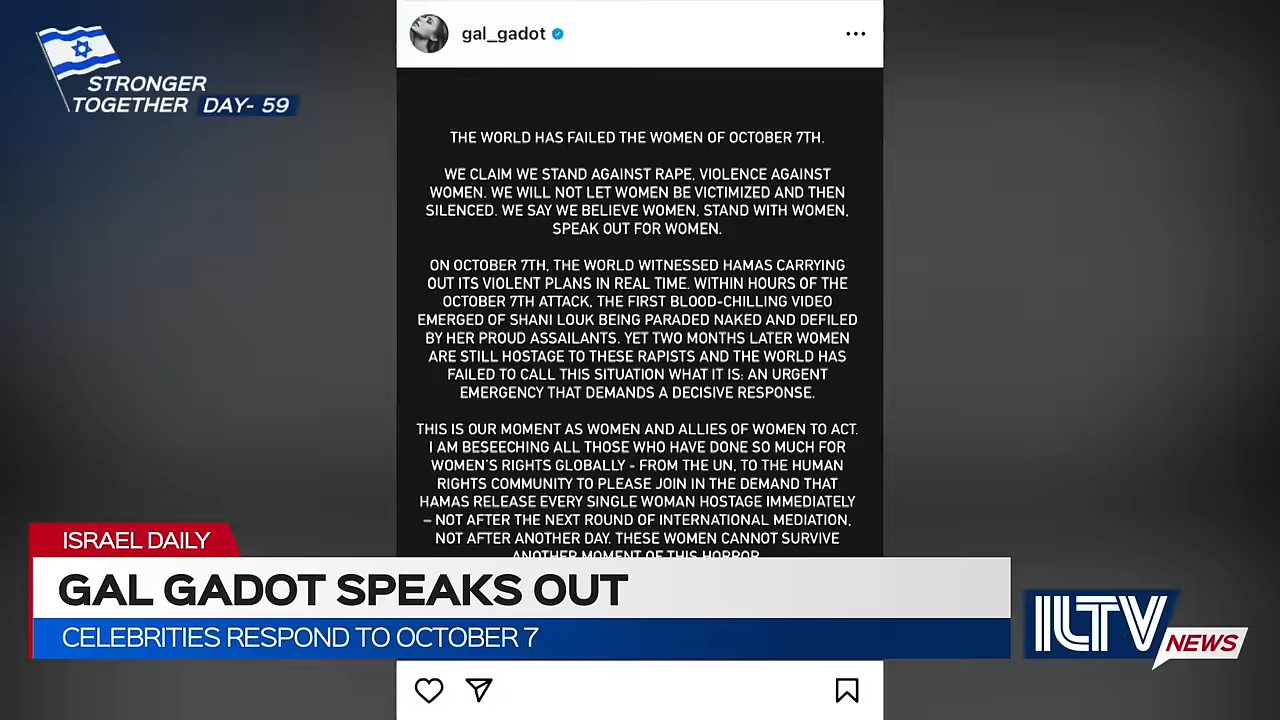 STRONGER
TOGETHER DAY- 59
gal_gadot
THE WORLD HAS FAILED THE WOMEN OF OCTOBER 7TH.
WE CLAIM WE STAND AGAINST RAPE, VIOLENCE AGAINST
WOMEN. WE WILL NOT LET WOMEN BE VICTIMIZED AND THEN
SILENCED. WE SAY WE BELIEVE WOMEN, STAND WITH WOMEN,
SPEAK OUT FOR WOMEN.
ON OCTOBER 7TH, THE WORLD WITNESSED HAMAS CARRYING
OUT ITS VIOLENT PLANS IN REAL TIME. WITHIN HOURS OF THE
OCTOBER 7TH ATTACK, THE FIRST BLOOD-CHILLING VIDEO
EMERGED OF SHANI LOUK BEING PARADED NAKED AND DEFILED
BY HER PROUD ASSAILANTS. YET TWO MONTHS LATER WOMEN
ARE STILL HOSTAGE TO THESE RAPISTS AND THE WORLD HAS
FAILED TO CALL THIS SITUATION WHAT IT IS: AN URGENT
EMERGENCY THAT DEMANDS A DECISIVE RESPONSE.
THIS IS OUR MOMENT AS WOMEN AND ALLIES OF WOMEN TO ACT.
I AM BESEECHING ALL THOSE WHO HAVE DONE SO MUCH FOR
WOMEN'S RIGHTS GLOBALLY - FROM THE UN, TO THE HUMAN
RIGHTS COMMUNITY TO PLEASE JOIN IN THE DEMAND THAT
HAMAS RELEASE EVERY SINGLE WOMAN HOSTAGE IMMEDIATELY
– NOT AFTER THE NEXT ROUND OF INTERNATIONAL MEDIATION,
NOT AFTER ANOTHER DAY. THESE WOMEN CANNOT SURVIVE
ANOTHER MOMENT OF THIS HORROR
ISRAEL DAILY
GAL GADOT SPEAKS OUT
CELEBRITIES RESPOND TO OCTOBER 7
ILTV NEWS